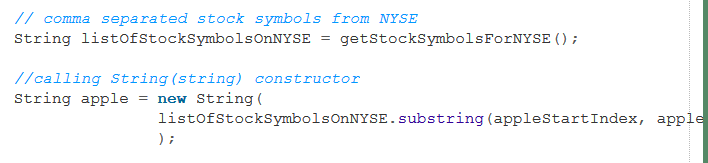 // comma separated stock symbols from NYSE
String listOfStockSymbolsOnNYSE = getStockSymbolsForNYSE();
//calling String(string) constructor
String apple = new String(
listOfStockSymbolsOnNYSE.substring(appleStartIndex, apple
);